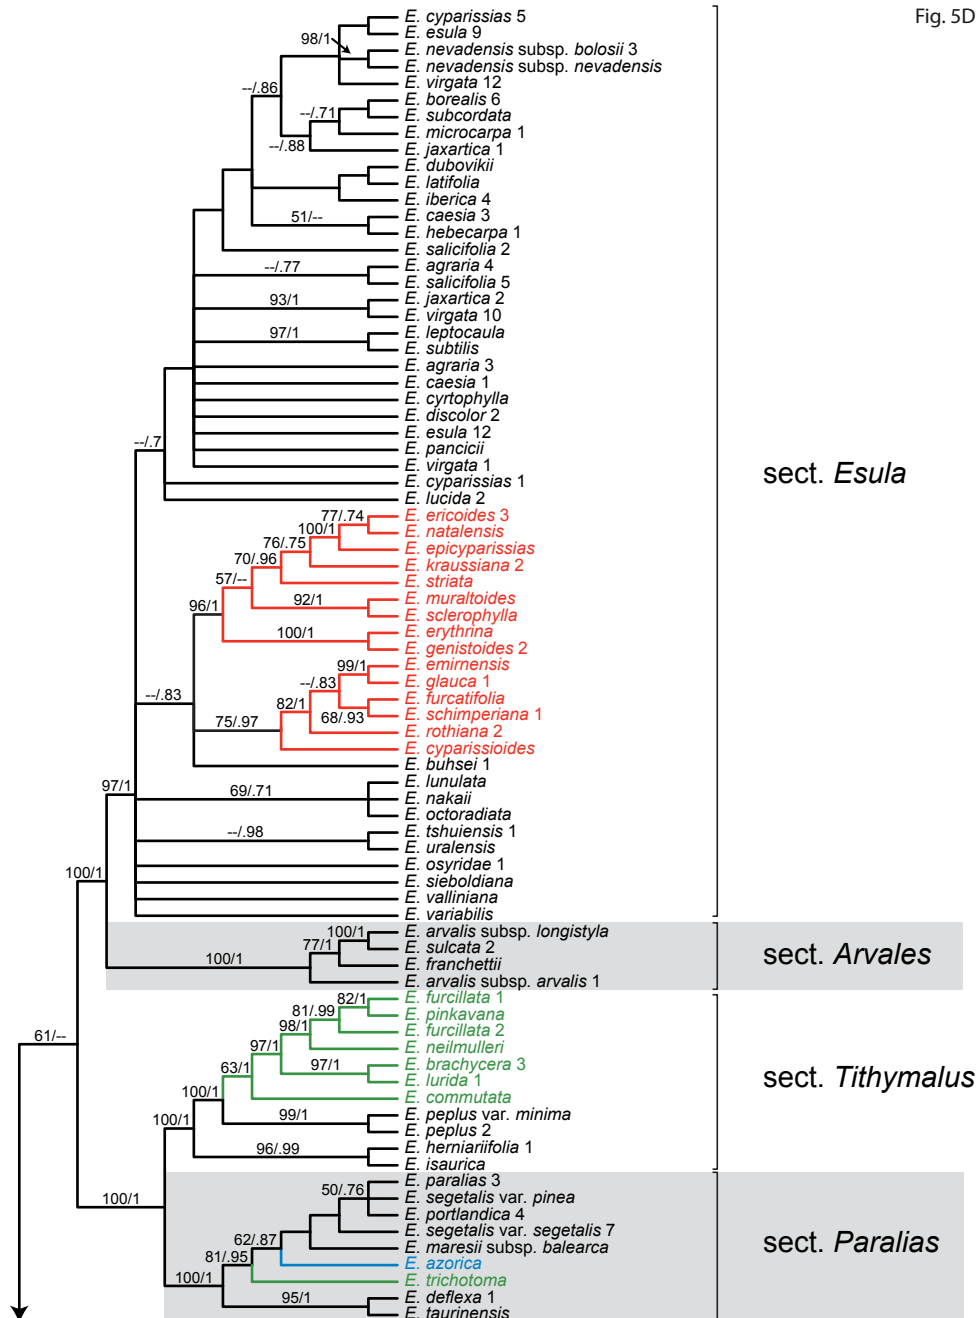 Fig. 5D
E. cyparissias 5
E. esula 9
98/1
E. nevadensis subsp. bolosii 3
E. nevadensis subsp. nevadensis
E. virgata 12
--/.86
E. borealis 6
--/.71
E. subcordata
E. microcarpa 1
--/.88
E. jaxartica 1
E. dubovikii
E. latifolia
E. iberica 4
51/--
E. caesia 3
E. hebecarpa 1
E. salicifolia 2
--/.77
E. agraria 4
E. salicifolia 5
93/1
E. jaxartica 2
E. virgata 10
97/1
E. leptocaula
E. subtilis
E. agraria 3
E. caesia 1
E. cyrtophylla
E. discolor 2
E. esula 12
--/.7
E. pancicii
E. virgata 1
sect. Esula
E. cyparissias 1
E. lucida 2
77/.74
E. ericoides 3
100/1
E. natalensis
76/.75
E. epicyparissias
70/.96
E. kraussiana 2
57/--
E. striata
96/1
92/1
E. muraltoides
E. sclerophylla
100/1
E. erythrina
E. genistoides 2
99/1
E. emirnensis
--/.83
E. glauca 1
--/.83
82/1
E. furcatifolia
75/.97
68/.93
E. schimperiana 1
E. rothiana 2
E. cyparissioides
E. buhsei 1
97/1
E. lunulata
69/.71
E. nakaii
E. octoradiata
--/.98
E. tshuiensis 1
E. uralensis
100/1
E. osyridae 1
E. sieboldiana
E. valliniana
E. variabilis
100/1
E. arvalis subsp. longistyla
77/1
E. sulcata 2
100/1
E. franchettii
sect. Arvales
E. arvalis subsp. arvalis 1
82/1
E. furcillata 1
81/.99
E. pinkavana
98/1
E. furcillata 2
61/--
97/1
E. neilmulleri
63/1
97/1
E. brachycera 3
sect. Tithymalus
E. lurida 1
100/1
E. commutata
99/1
E. peplus var. minima
100/1
E. peplus 2
96/.99
E. herniariifolia 1
E. isaurica
100/1
50/.76
E. paralias 3
E. segetalis var. pinea
E. portlandica 4
62/.87
E. segetalis var. segetalis 7
sect. Paralias
81/.95
E. maresii subsp. balearca
E. azorica
100/1
E. trichotoma
95/1
E. deflexa 1
E. taurinensis